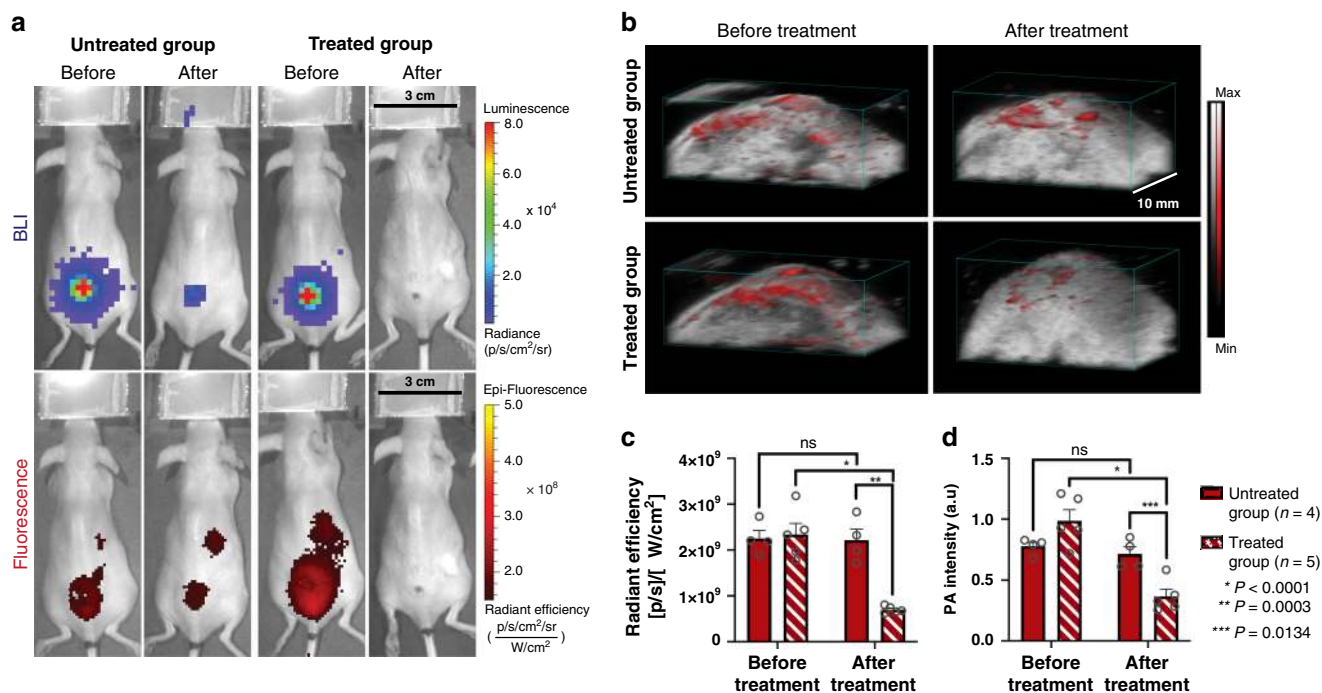 a
Untreated group
Treated group
Before
After
Before
After
BLI
3 cm
Luminescence
8.0
x 10⁴
4.0
2.0
Radiance
(p/s/cm²/sr)
Fluorescence
3 cm
Epi-Fluorescence
5.0
4.0
× 10⁸
3.0
2.0
Radiant efficiency
( p/s/cm²/sr
W/cm² )
b
Before treatment
After treatment
Untreated group
Treated group
10 mm
Max
Min
c
Radiant efficiency
[p/s]/[ W/cm²]
4×10⁹
3×10⁹
2×10⁹
1×10⁹
0
ns
*
**
Before
treatment
After
treatment
d
PA intensity (a.u)
1.5
1.0
0.5
0.0
ns
*
***
Before
treatment
After
treatment
Untreated
group (n = 4)
Treated
group (n = 5)
* P < 0.0001
** P = 0.0003
*** P = 0.0134